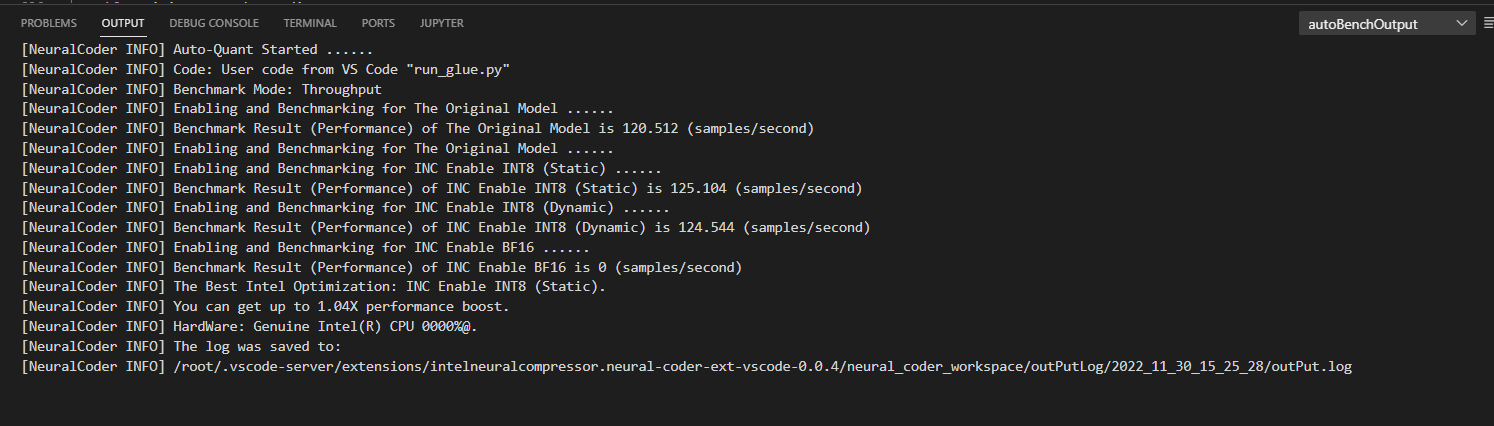 PROBLEMS OUTPUT DEBUG CONSOLE TERMINAL PORTS JUPYTER autoBenchOutput
[NeuralCoder INFO] Auto-Quant Started ......
[NeuralCoder INFO] Code: User code from VS Code "run_glue.py"
[NeuralCoder INFO] Benchmark Mode: Throughput
[NeuralCoder INFO] Enabling and Benchmarking for The Original Model ......
[NeuralCoder INFO] Benchmark Result (Performance) of The Original Model is 120.512 (samples/second)
[NeuralCoder INFO] Enabling and Benchmarking for The Original Model ......
[NeuralCoder INFO] Enabling and Benchmarking for INC Enable INT8 (Static) ......
[NeuralCoder INFO] Benchmark Result (Performance) of INC Enable INT8 (Static) is 125.104 (samples/second)
[NeuralCoder INFO] Enabling and Benchmarking for INC Enable INT8 (Dynamic) ......
[NeuralCoder INFO] Benchmark Result (Performance) of INC Enable INT8 (Dynamic) is 124.544 (samples/second)
[NeuralCoder INFO] Enabling and Benchmarking for INC Enable BF16 ......
[NeuralCoder INFO] Benchmark Result (Performance) of INC Enable BF16 is 0 (samples/second)
[NeuralCoder INFO] The Best Intel Optimization: INC Enable INT8 (Static).
[NeuralCoder INFO] You can get up to 1.04X performance boost.
[NeuralCoder INFO] HardWare: Genuine Intel(R) CPU 0000%@.
[NeuralCoder INFO] The log was saved to:
[NeuralCoder INFO] /root/.vscode-server/extensions/intelneuralcompressor.neural-coder-ext-vscode-0.0.4/neural_coder_workspace/outPutLog/2022_11_30_15_25_28/outPut.log